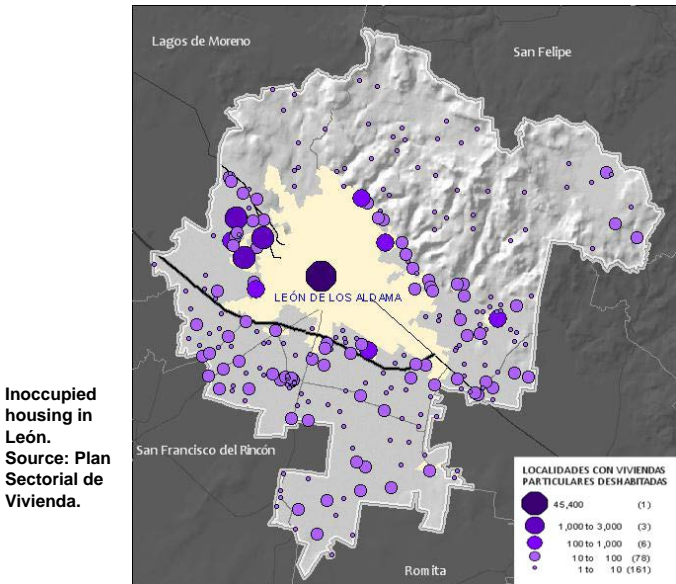 Lagos de Moreno
San Felipe
LEÓN DE LOS ALDAMA
Inoccupied
housing in
León.
Source: Plan
Sectorial de
Vivienda.
San Francisco del Rincón
Romita
LOCALIDADES CON VIVIENDAS
PARTICULARES DESHABITADAS
45,400 (1)
1,000 to 3,000 (3)
100 to 1,000 (6)
10 to 100 (78)
1 to 10 (161)